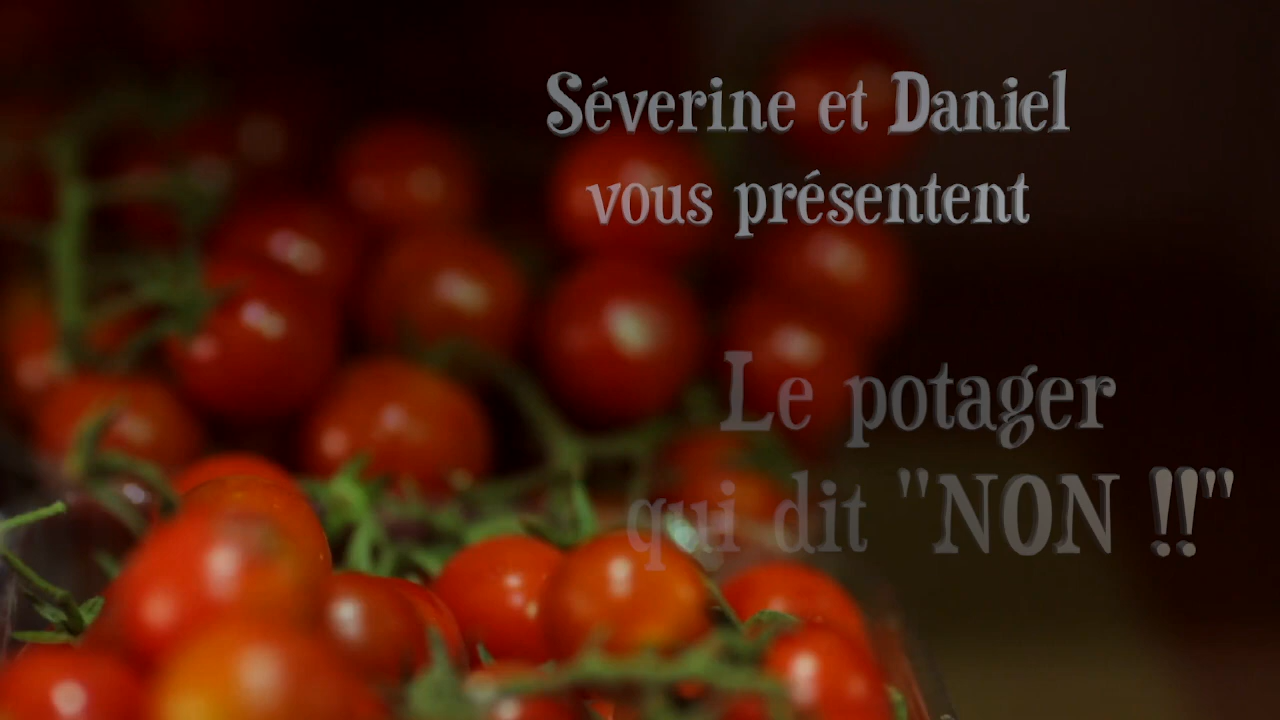 Séverine et Daniel
vous présentent
Le potager
qui dit "NON !!"